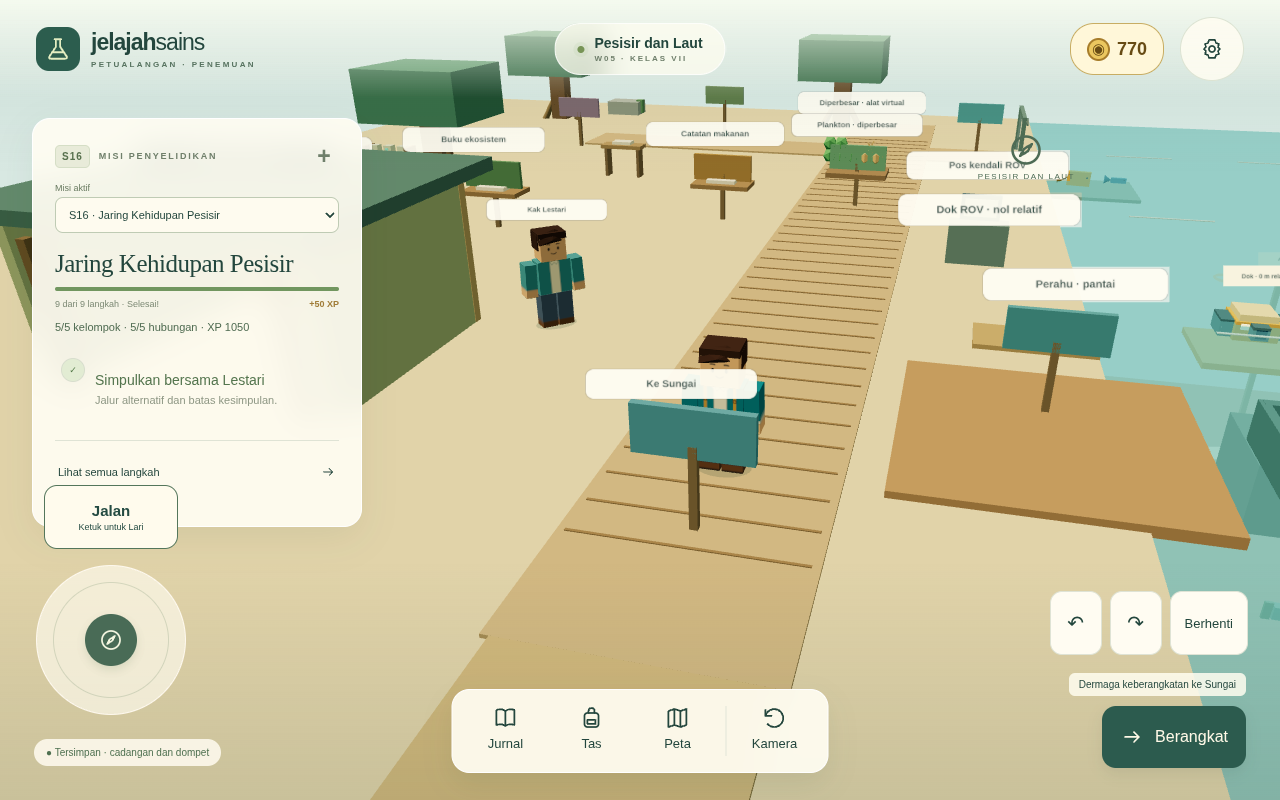 jelajahsains
PETUALANGAN · PENEMUAN
Pesisir dan Laut
W05 · KELAS VII
770
S16 MISI PENYELIDIKAN
Misi aktif
S16 · Jaring Kehidupan Pesisir
Jaring Kehidupan Pesisir
9 dari 9 langkah · Selesai!
+50 XP
5/5 kelompok · 5/5 hubungan · XP 1050
Simpulkan bersama Lestari
Jalur alternatif dan batas kesimpulan.
Lihat semua langkah
Jalan
Ketuk untuk Lari
Tersimpan · cadangan dan dompet
Buku ekosistem
Catatan makanan
Diperbesar · alat virtual
Plankton · diperbesar
Pos kendali ROV
PESISIR DAN LAUT
Kak Lestari
Dok ROV · nol relatif
Perahu · pantai
Ke Sungai
Berhenti
Dermaga keberangkatan ke Sungai
Berangkat
Jurnal
Tas
Peta
Kamera